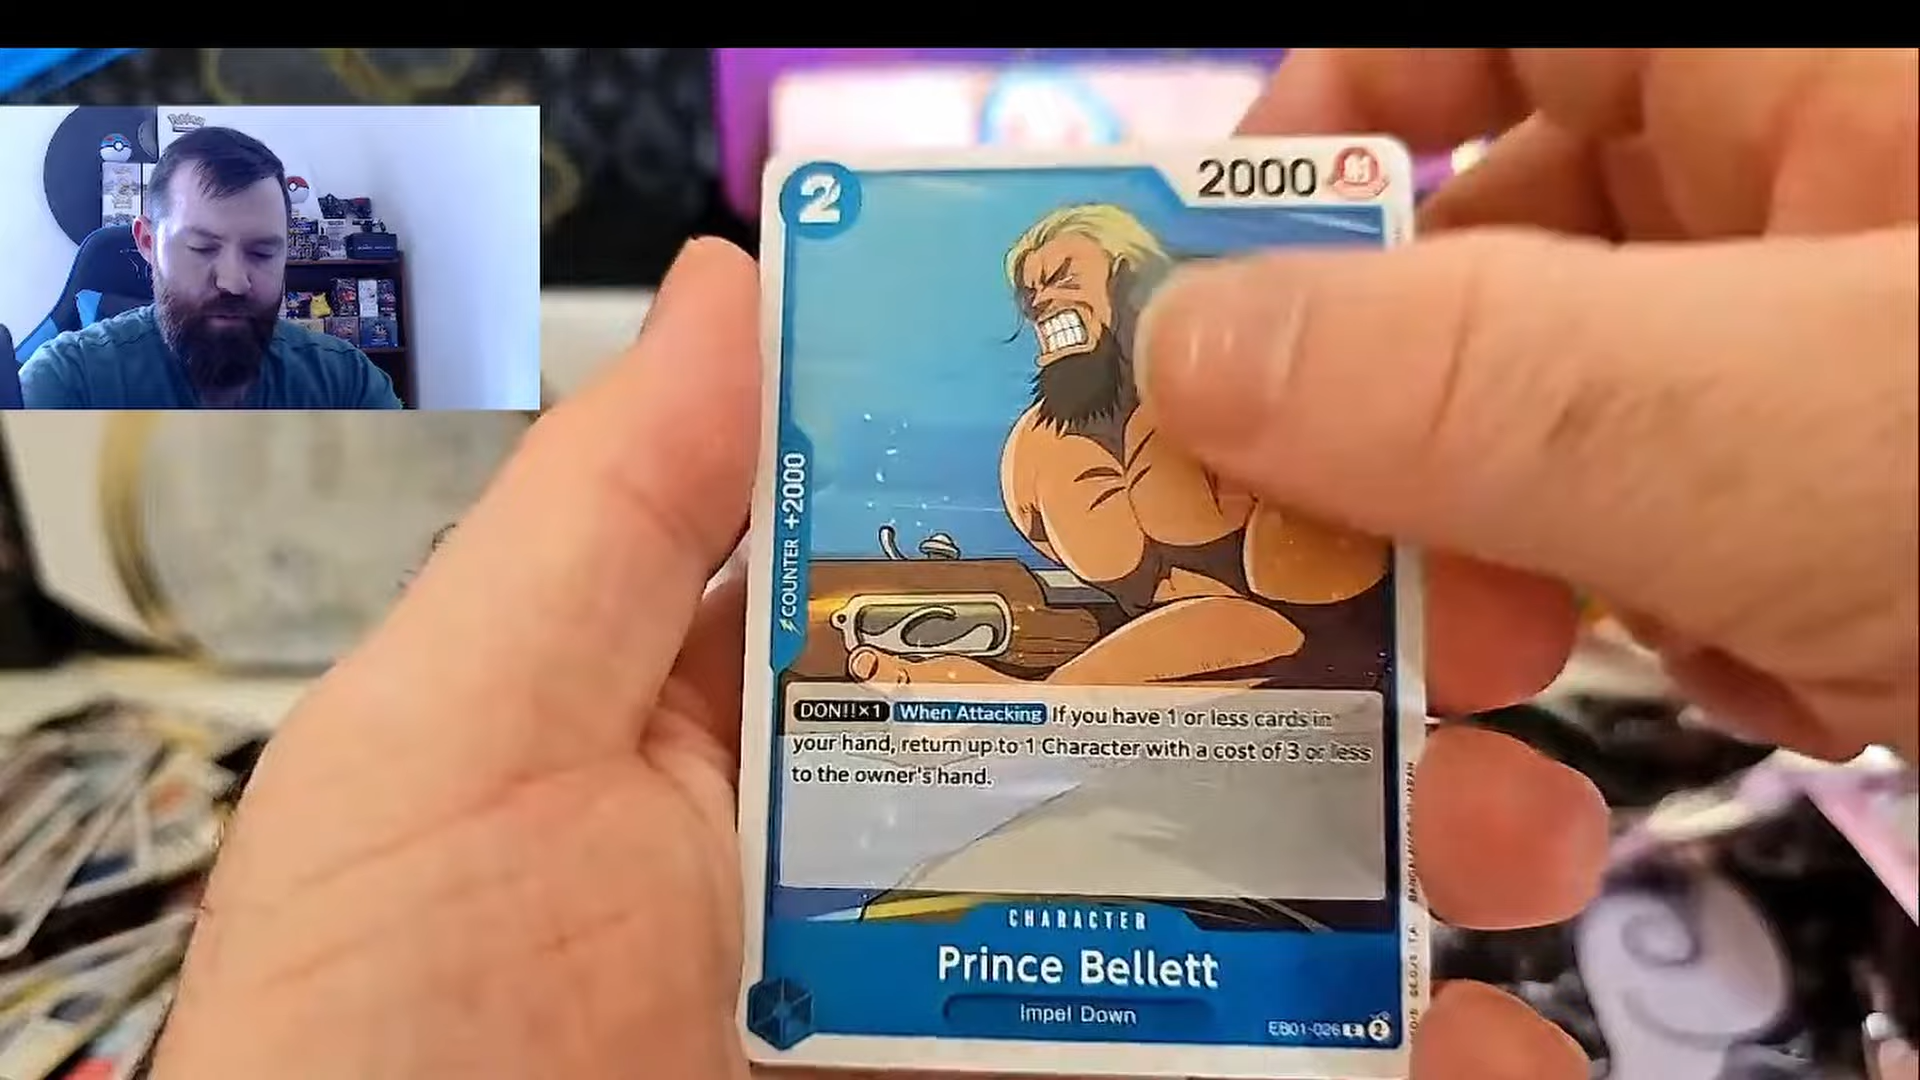 Pokémon
2
2000
COUNTER +2000
DON!!×1 When Attacking If you have 1 or less cards in
your hand, return up to 1 Character with a cost of 3 or less
to the owner's hand.
CHARACTER
Prince Bellett
Impel Down
EB01-026 C 2